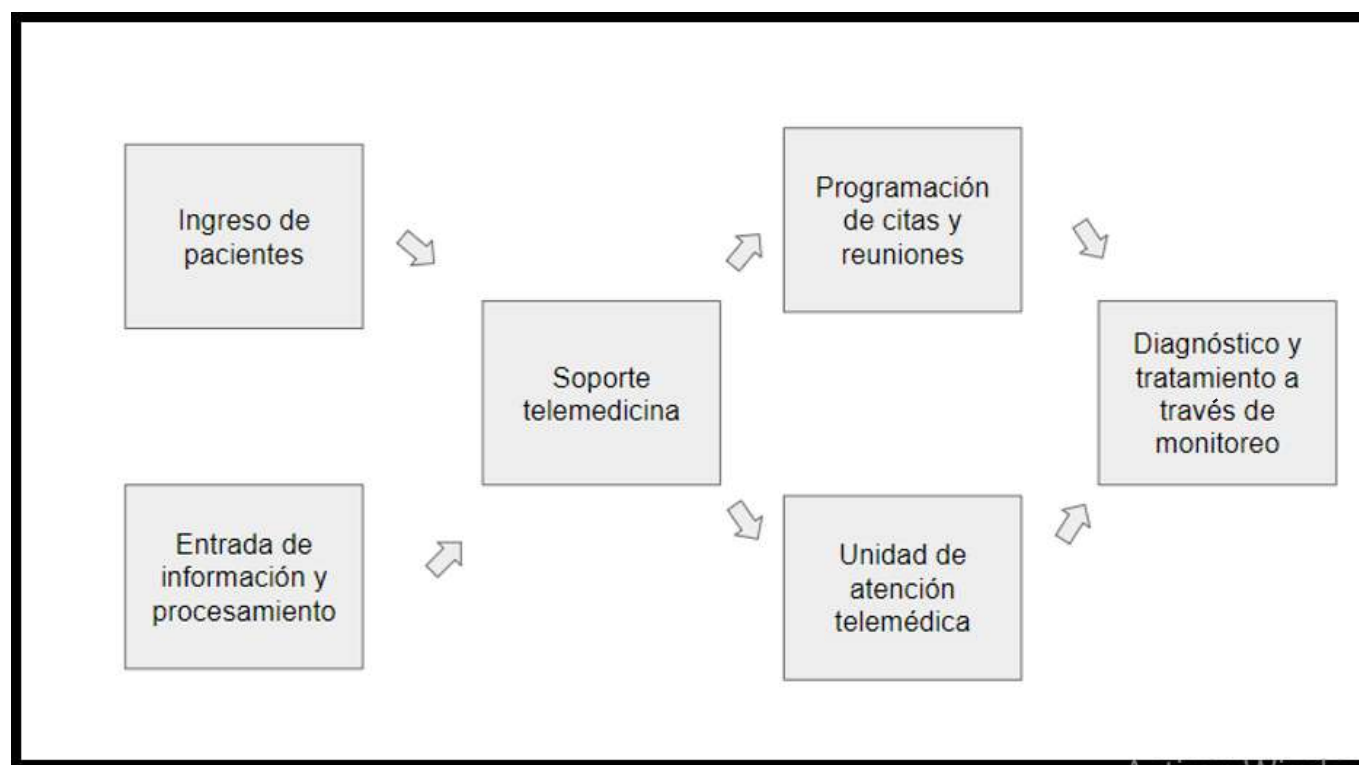 Ingreso de
pacientes
Entrada de
información y
procesamiento
Soporte
telemedicina
Programación
de citas y
reuniones
Unidad de
atención
telemédica
Diagnóstico y
tratamiento a
través de
monitoreo